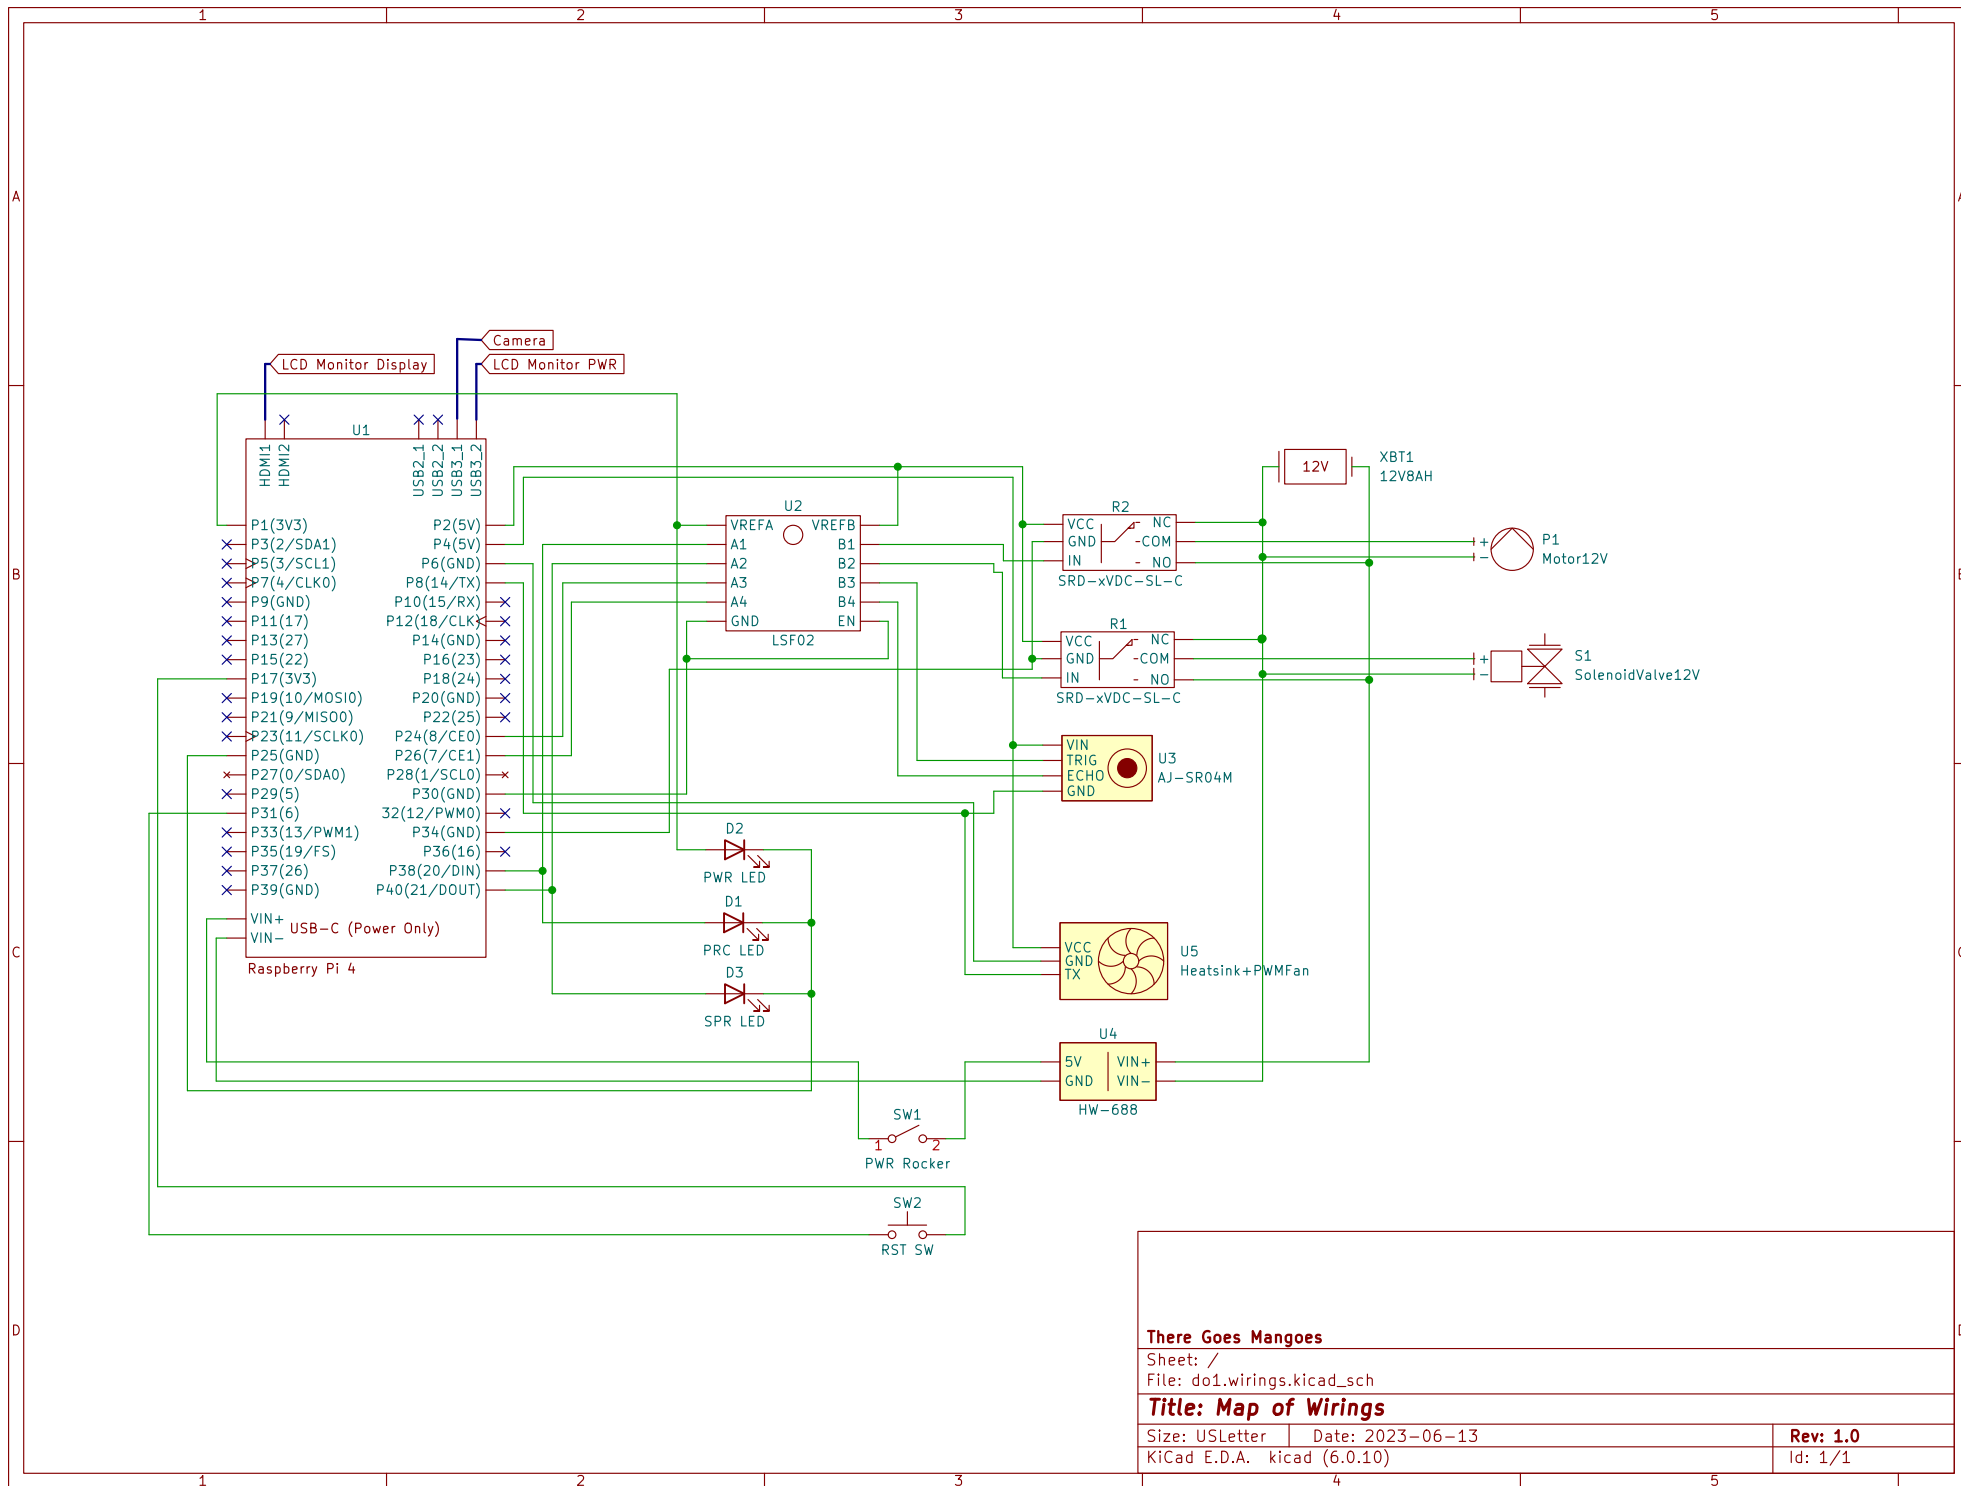 1 2 3 4 5
A
B
C
D
Camera
LCD Monitor Display
LCD Monitor PWR
U1
HDMI1
HDMI2
USB2_1
USB2_2
USB3_1
USB3_2
P1(3V3)
P3(2/SDA1)
P5(3/SCL1)
P7(4/CLK0)
P9(GND)
P11(17)
P13(27)
P15(22)
P17(3V3)
P19(10/MOSI0)
P21(9/MISO0)
P23(11/SCLK0)
P25(GND)
P27(0/SDA0)
P29(5)
P31(6)
P33(13/PWM1)
P35(19/FS)
P37(26)
P39(GND)
VIN+
VIN-
P2(5V)
P4(5V)
P6(GND)
P8(14/TX)
P10(15/RX)
P12(18/CLK)
P14(GND)
P16(23)
P18(24)
P20(GND)
P22(25)
P24(8/CE0)
P26(7/CE1)
P28(1/SCL0)
P30(GND)
32(12/PWM0)
P34(GND)
P36(16)
P38(20/DIN)
P40(21/DOUT)
USB-C (Power Only)
Raspberry Pi 4
U2
VREFA VREFB
A1 B1
A2 B2
A3 B3
A4 B4
GND EN
LSF02
R2
VCC NC
GND COM
IN NO
SRD-xVDC-SL-C
R1
VCC NC
GND COM
IN NO
SRD-xVDC-SL-C
12V
XBT1
12V8AH
+
-
P1
Motor12V
+
-
S1
SolenoidValve12V
VIN
TRIG
ECHO
GND
U3
AJ-SR04M
D2
PWR LED
D1
PRC LED
D3
SPR LED
VCC
GND
TX
U5
Heatsink+PWMFan
U4
5V VIN+
GND VIN-
HW-688
SW1
1 2
PWR Rocker
SW2
RST SW
There Goes Mangoes
Sheet: /
File: do1.wirings.kicad_sch
Title: Map of Wirings
Size: USLetter Date: 2023-06-13 Rev: 1.0
KiCad E.D.A. kicad (6.0.10) Id: 1/1
1 2 3 4 5